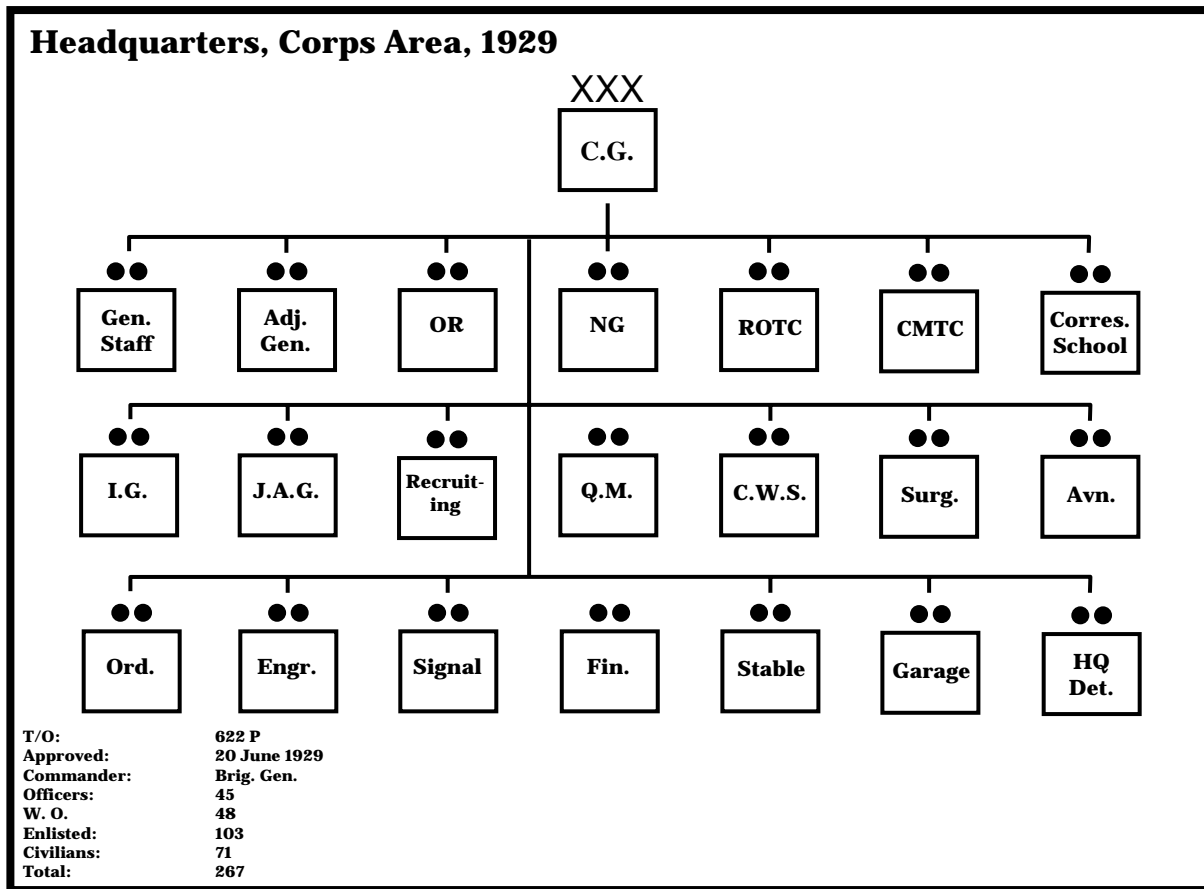 Headquarters, Corps Area, 1929
XXX
C.G.
Gen.
Staff
Adj.
Gen.
OR
NG
ROTC
CMTC
Corres.
School
I.G.
J.A.G.
Recruit-
ing
Q.M.
C.W.S.
Surg.
Avn.
Ord.
Engr.
Signal
Fin.
Stable
Garage
HQ
Det.
T/O: 622 P
Approved: 20 June 1929
Commander: Brig. Gen.
Officers: 45
W. O. 48
Enlisted: 103
Civilians: 71
Total: 267